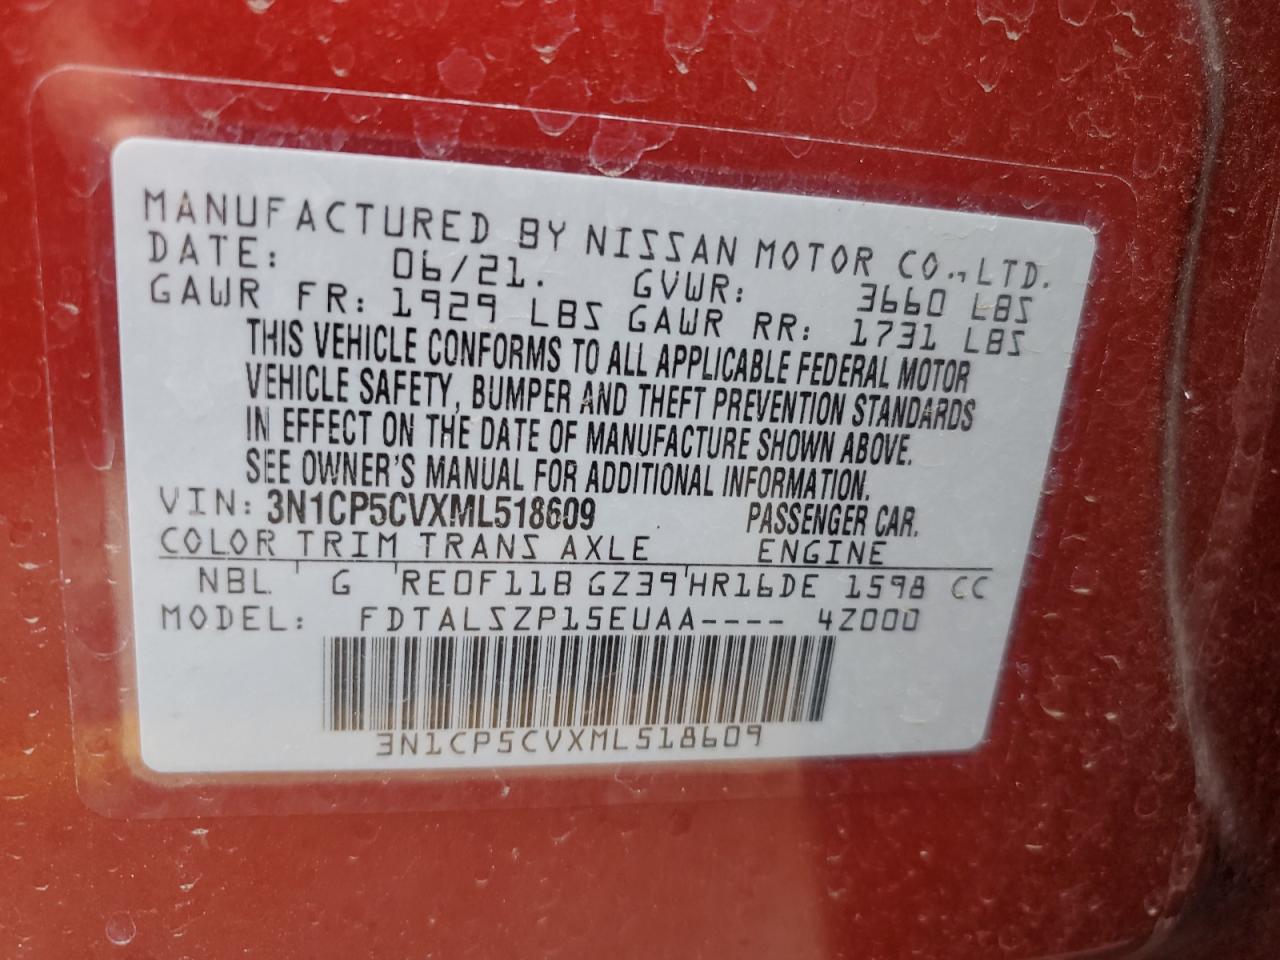 MANUFACTURED BY NISSAN MOTOR CO., LTD.
DATE: 06/21. GVWR: 3660 LBS
GAWR FR: 1929 LBS GAWR RR: 1731 LBS
THIS VEHICLE CONFORMS TO ALL APPLICABLE FEDERAL MOTOR
VEHICLE SAFETY, BUMPER AND THEFT PREVENTION STANDARDS
IN EFFECT ON THE DATE OF MANUFACTURE SHOWN ABOVE.
SEE OWNER'S MANUAL FOR ADDITIONAL INFORMATION.
VIN: 3N1CP5CVXML518609 PASSENGER CAR.
COLOR TRIM TRANS AXLE ENGINE
NBL G RE0F11B GZ39 HR16DE 1598 CC
MODEL: FDTALSZP15EUAA---- 4Z000
3N1CP5CVXML518609